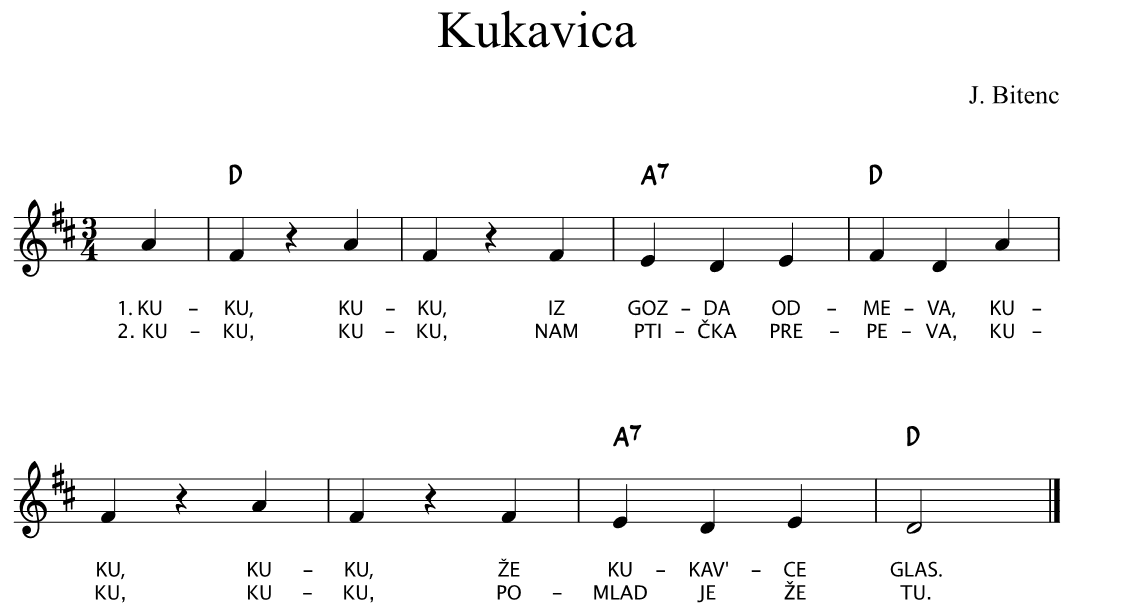 Kukavica
J. Bitenc
D A7 D
3
4
1. KU – KU, KU – KU, IZ GOZ – DA OD – ME – VA, KU –
2. KU – KU, KU – KU, NAM PTI – ČKA PRE – PE – VA, KU –
A7 D
KU, KU – KU, ŽE KU – KAV' – CE GLAS.
KU, KU – KU, PO – MLAD JE ŽE TU.